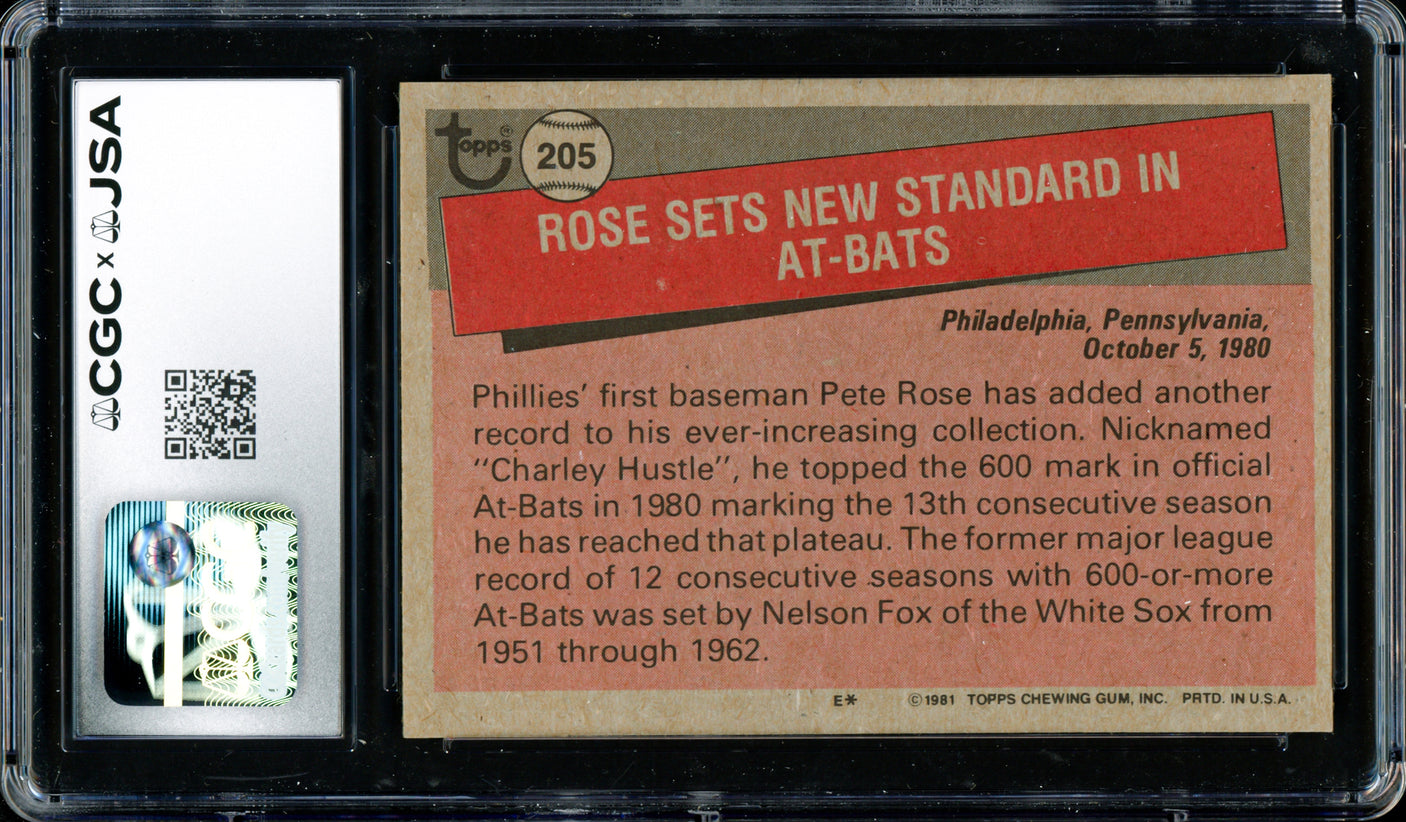 CGC x JSA
topps®
205
ROSE SETS NEW STANDARD IN
AT-BATS
Philadelphia, Pennsylvania,
October 5, 1980
Phillies' first baseman Pete Rose has added another
record to his ever-increasing collection. Nicknamed
"Charley Hustle", he topped the 600 mark in official
At-Bats in 1980 marking the 13th consecutive season
he has reached that plateau. The former major league
record of 12 consecutive seasons with 600-or-more
At-Bats was set by Nelson Fox of the White Sox from
1951 through 1962.
E* ©1981 TOPPS CHEWING GUM, INC. PRTD. IN U.S.A.